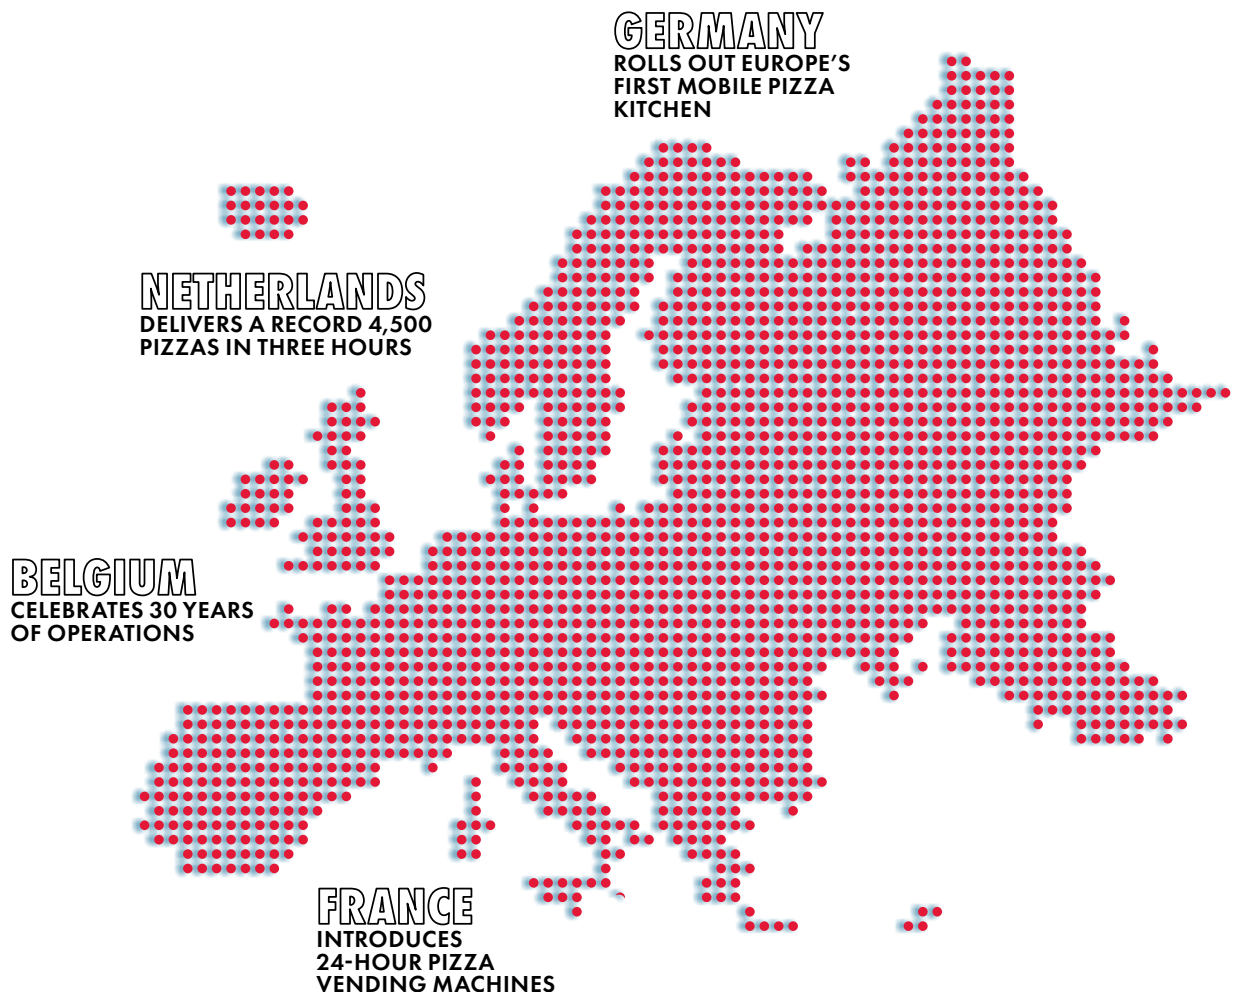 GERMANY
ROLLS OUT EUROPE’S
FIRST MOBILE PIZZA
KITCHEN
NETHERLANDS
DELIVERS A RECORD 4,500
PIZZAS IN THREE HOURS
BELGIUM
CELEBRATES 30 YEARS
OF OPERATIONS
FRANCE
INTRODUCES
24-HOUR PIZZA
VENDING MACHINES